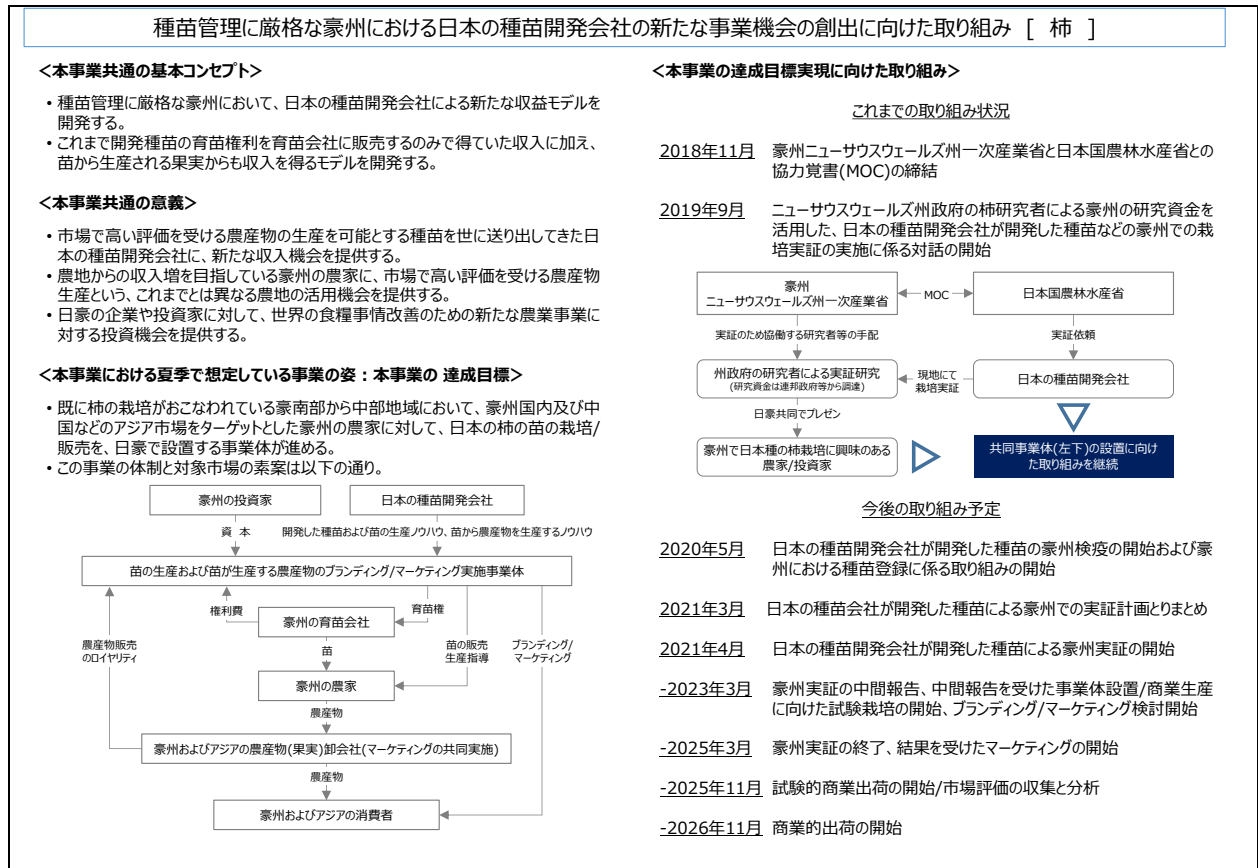 種苗管理に厳格な豪州における日本の種苗開発会社の新たな事業機会の創出に向けた取り組み [ 柿 ]
<本事業共通の基本コンセプト>
・種苗管理に厳格な豪州において、日本の種苗開発会社による新たな収益モデルを
開発する。
・これまで開発種苗の育苗権利を育苗会社に販売するのみで得ていた収入に加え、
苗から生産される果実からも収入を得るモデルを開発する。
<本事業共通の意義>
・市場で高い評価を受ける農産物の生産を可能とする種苗を世に送り出してきた日
本の種苗開発会社に、新たな収入機会を提供する。
・農地からの収入増を目指している豪州の農家に、市場で高い評価を受ける農産物
生産という、これまでとは異なる農地の活用機会を提供する。
・日豪の企業や投資家に対して、世界の食糧事情改善のための新たな農業事業に
対する投資機会を提供する。
<本事業における夏季で想定している事業の姿:本事業の 達成目標>
・既に柿の栽培がおこなわれている豪南部から中部地域において、豪州国内及び中
国などのアジア市場をターゲットとした豪州の農家に対して、日本の柿の苗の栽培/
販売を、日豪で設置する事業体が進める。
・この事業の体制と対象市場の素案は以下の通り。
豪州の投資家
日本の種苗開発会社
資 本
開発した種苗および苗の生産ノウハウ、苗から農産物を生産するノウハウ
苗の生産および苗が生産する農産物のブランディング/マーケティング実施事業体
権利費
育苗権
豪州の育苗会社
農産物販売
のロイヤリティ
苗
苗の販売
生産指導
ブランディング/
マーケティング
豪州の農家
農産物
豪州およびアジアの農産物(果実)卸会社(マーケティングの共同実施)
農産物
豪州およびアジアの消費者
<本事業の達成目標実現に向けた取り組み>
これまでの取り組み状況
2018年11月 豪州ニューサウスウェールズ州一次産業省と日本国農林水産省との
協力覚書(MOC)の締結
2019年9月 ニューサウスウェールズ州政府の柿研究者による豪州の研究資金を
活用した、日本の種苗開発会社が開発した種苗などの豪州での栽
培実証の実施に係る対話の開始
豪州
ニューサウスウェールズ州一次産業省
MOC
日本国農林水産省
実証のため協働する研究者等の手配
実証依頼
州政府の研究者による実証研究
(研究資金は連邦政府等から調達)
現地にて
栽培実証
日本の種苗開発会社
日豪共同でプレゼン
豪州で日本種の柿栽培に興味のある
農家/投資家
共同事業体(左下)の設置に向け
た取り組みを継続
今後の取り組み予定
2020年5月 日本の種苗開発会社が開発した種苗の豪州検疫の開始および豪
州における種苗登録に係る取り組みの開始
2021年3月 日本の種苗会社が開発した種苗による豪州での実証計画とりまとめ
2021年4月 日本の種苗開発会社が開発した種苗による豪州実証の開始
-2023年3月 豪州実証の中間報告、中間報告を受けた事業体設置/商業生産
に向けた試験栽培の開始、ブランディング/マーケティング検討開始
-2025年3月 豪州実証の終了、結果を受けたマーケティングの開始
-2025年11月 試験的商業出荷の開始/市場評価の収集と分析
-2026年11月 商業的出荷の開始